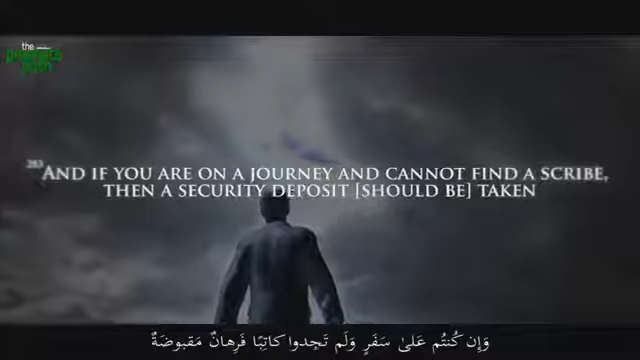 the
283 AND IF YOU ARE ON A JOURNEY AND CANNOT FIND A SCRIBE,
THEN A SECURITY DEPOSIT [SHOULD BE] TAKEN
وَإِن كُنتُم عَلىٰ سَفَرٍ وَلَم تَجِدوا كاتِبًا فَرِهانٌ مَقبوضَةٌ